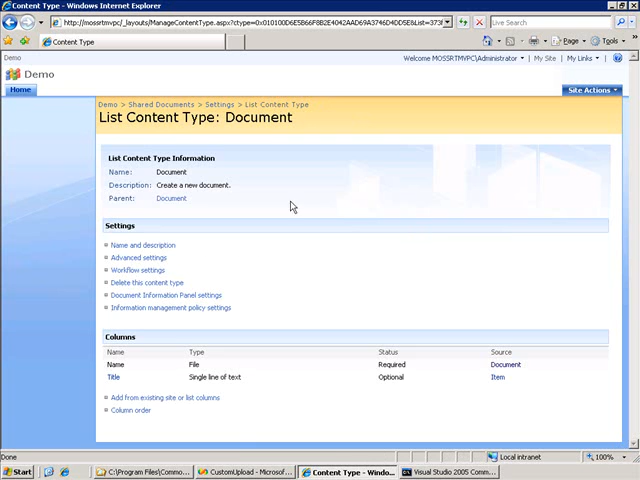 Content Type - Windows Internet Explorer
http://mossrtmvpc/_layouts/ManageContentType.aspx?ctype=0x010100D6E5B66F8B2E4042AAD69A3746D4DD5E&List=373
Live Search
Content Type
Page
Tools
Demo
Welcome MOSSRTMVPC\Administrator
My Site
My Links
Demo
Home
Site Actions
Demo > Shared Documents > Settings > List Content Type
List Content Type: Document
List Content Type Information
Name: Document
Description: Create a new document.
Parent: Document
Settings
Name and description
Advanced settings
Workflow settings
Delete this content type
Document Information Panel settings
Information management policy settings
Columns
Name Type Status Source
Name File Required Document
Title Single line of text Optional Item
Add from existing site or list columns
Column order
Done
Local intranet
100%
Start
C:\Program Files\Commo...
CustomUpload - Microsof...
Content Type - Windo...
Visual Studio 2005 Comm...